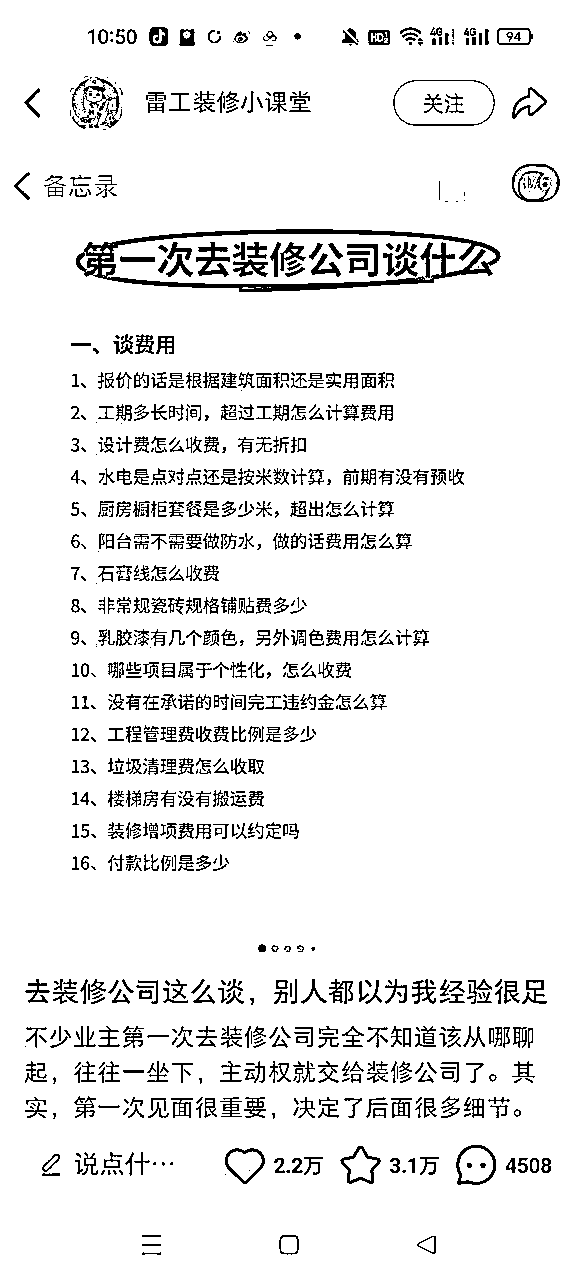 10:50
HD
4G
4G
94
雷工装修小课堂
关注
备忘录
第一次去装修公司谈什么
一、谈费用
1、报价的话是根据建筑面积还是实用面积
2、工期多长时间，超过工期怎么计算费用
3、设计费怎么收费，有无折扣
4、水电是点对点还是按米数计算，前期有没有预收
5、厨房橱柜套餐是多少米，超出怎么计算
6、阳台需不需要做防水，做的话费用怎么算
7、石萻线怎么收费
8、非常规瓷砖规格铺贴费多少
9、乳胶漆有几个颜色，另外调色费用怎么计算
10、哪些项目属于个性化，怎么收费
11、没有在承诺的时间完工违约金怎么算
12、工程管理费收费比例是多少
13、垃圾清理费怎么收取
14、楼梯房有没有搬运费
15、装修增项费用可以约定吗
16、付款比例是多少
去装修公司这么谈，别人都以为我经验很足
不少业主第一次去装修公司完全不知道该从哪聊
起，往往一坐下，主动权就交给装修公司了。其
实，第一次见面很重要，决定了后面很多细节。
说点什…
2.2万
3.1万
4508